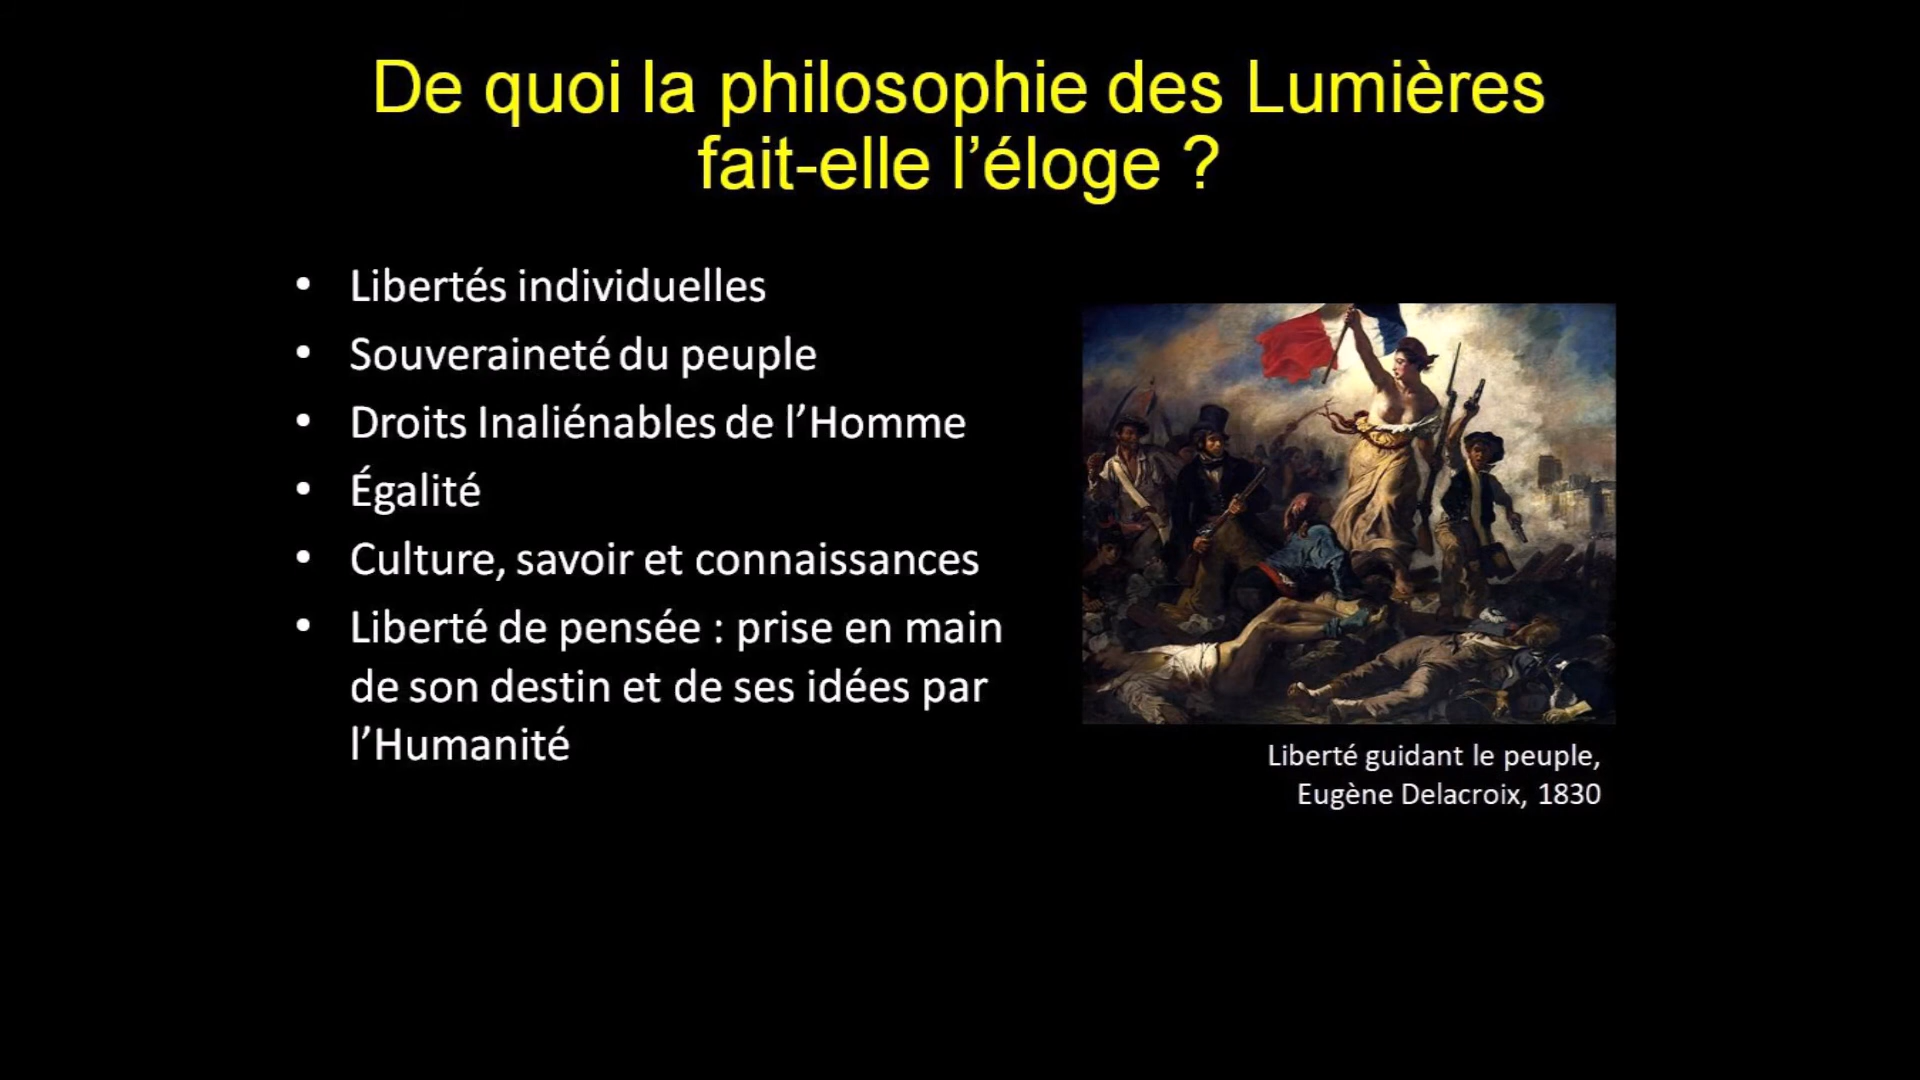 De quoi la philosophie des Lumières
fait-elle l’éloge ?
• Libertés individuelles
• Souveraineté du peuple
• Droits Inaliénables de l’Homme
• Égalité
• Culture, savoir et connaissances
• Liberté de pensée : prise en main
de son destin et de ses idées par
l’Humanité
Liberté guidant le peuple,
Eugène Delacroix, 1830